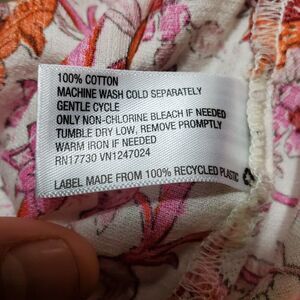 100% COTTON
MACHINE WASH COLD SEPARATELY
GENTLE CYCLE
ONLY NON-CHLORINE BLEACH IF NEEDED
TUMBLE DRY LOW, REMOVE PROMPTLY
WARM IRON IF NEEDED
RN17730 VN1247024
LABEL MADE FROM 100% RECYCLED PLASTIC